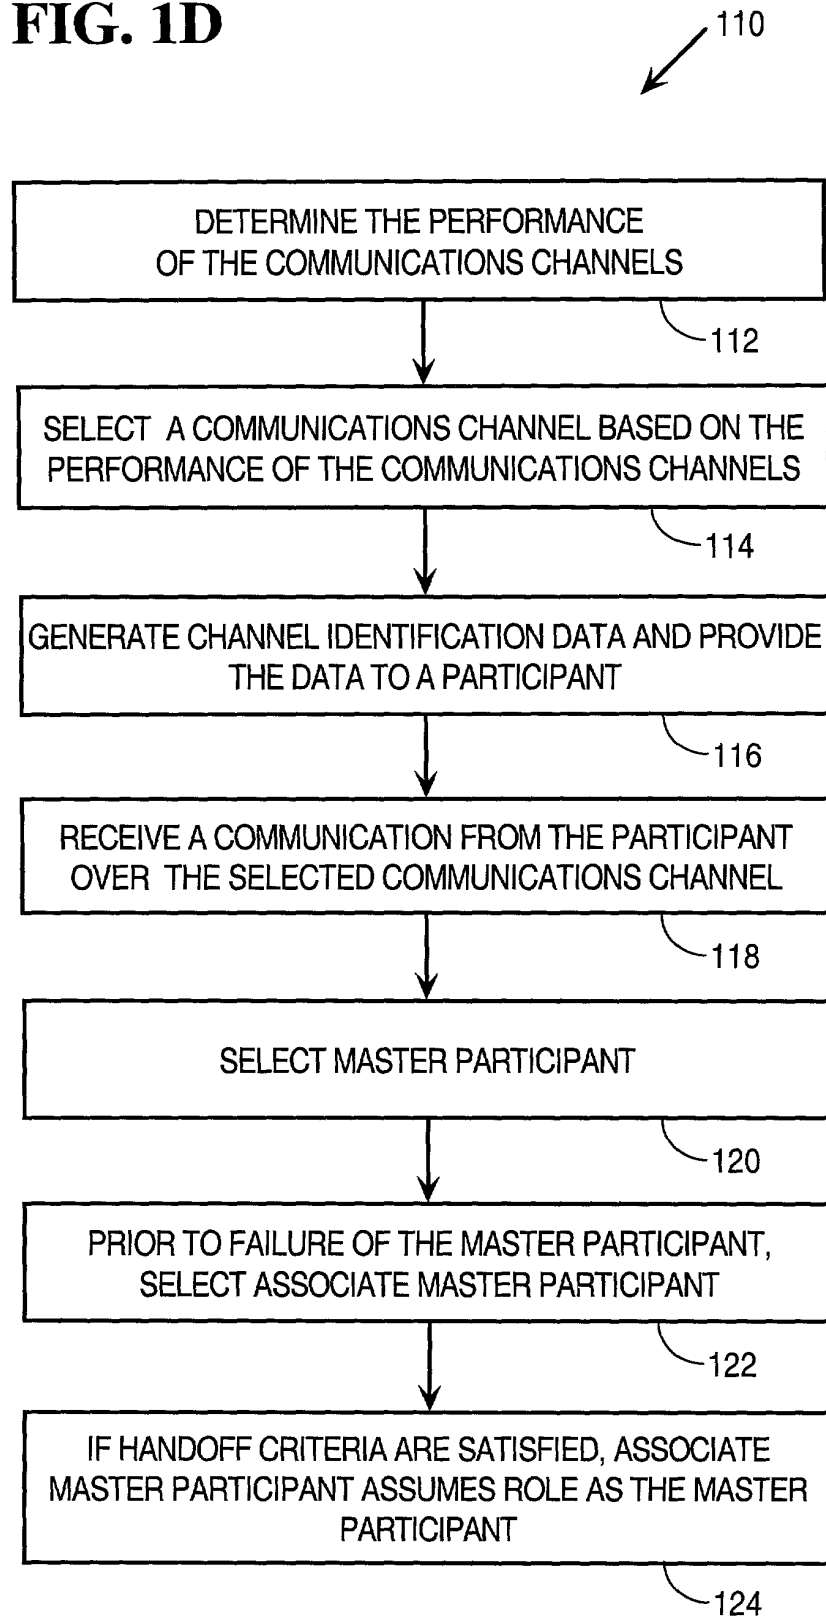 FIG. 1D
110
DETERMINE THE PERFORMANCE
OF THE COMMUNICATIONS CHANNELS
112
SELECT A COMMUNICATIONS CHANNEL BASED ON THE
PERFORMANCE OF THE COMMUNICATIONS CHANNELS
114
GENERATE CHANNEL IDENTIFICATION DATA AND PROVIDE
THE DATA TO A PARTICIPANT
116
RECEIVE A COMMUNICATION FROM THE PARTICIPANT
OVER THE SELECTED COMMUNICATIONS CHANNEL
118
SELECT MASTER PARTICIPANT
120
PRIOR TO FAILURE OF THE MASTER PARTICIPANT,
SELECT ASSOCIATE MASTER PARTICIPANT
122
IF HANDOFF CRITERIA ARE SATISFIED, ASSOCIATE
MASTER PARTICIPANT ASSUMES ROLE AS THE MASTER
PARTICIPANT
124